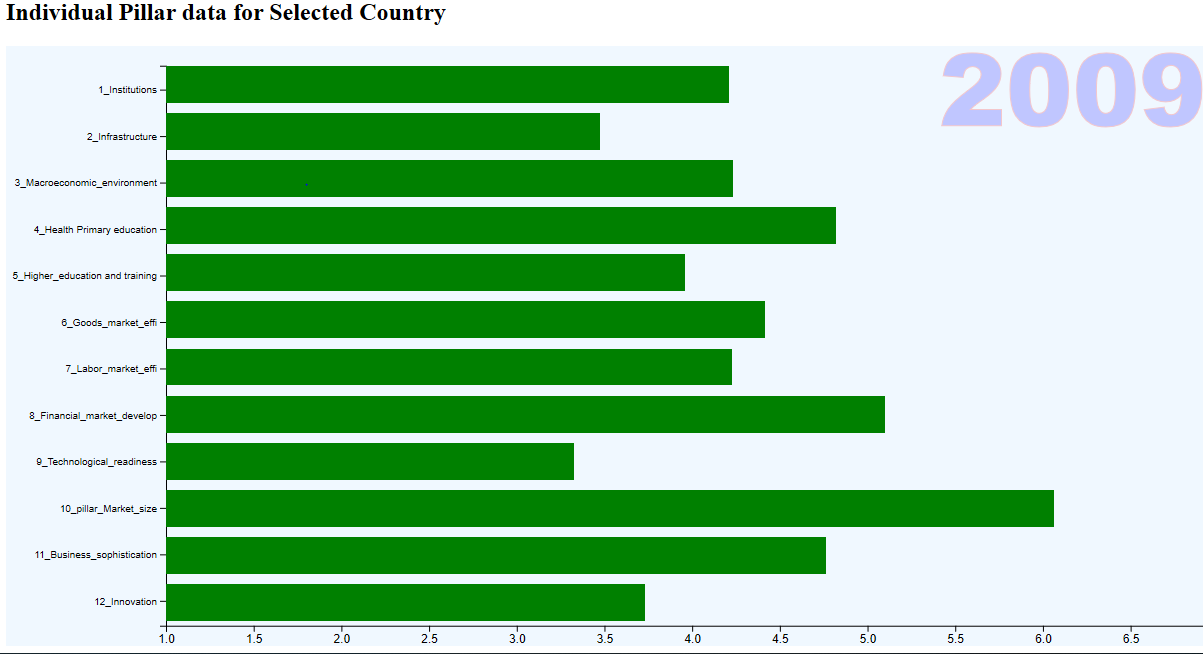 Individual Pillar data for Selected Country
2009
1_Institutions
2_Infrastructure
3_Macroeconomic_environment
4_Health Primary education
5_Higher_education and training
6_Goods_market_effi
7_Labor_market_effi
8_Financial_market_develop
9_Technological_readiness
10_pillar_Market_size
11_Business_sophistication
12_Innovation
1.0 1.5 2.0 2.5 3.0 3.5 4.0 4.5 5.0 5.5 6.0 6.5